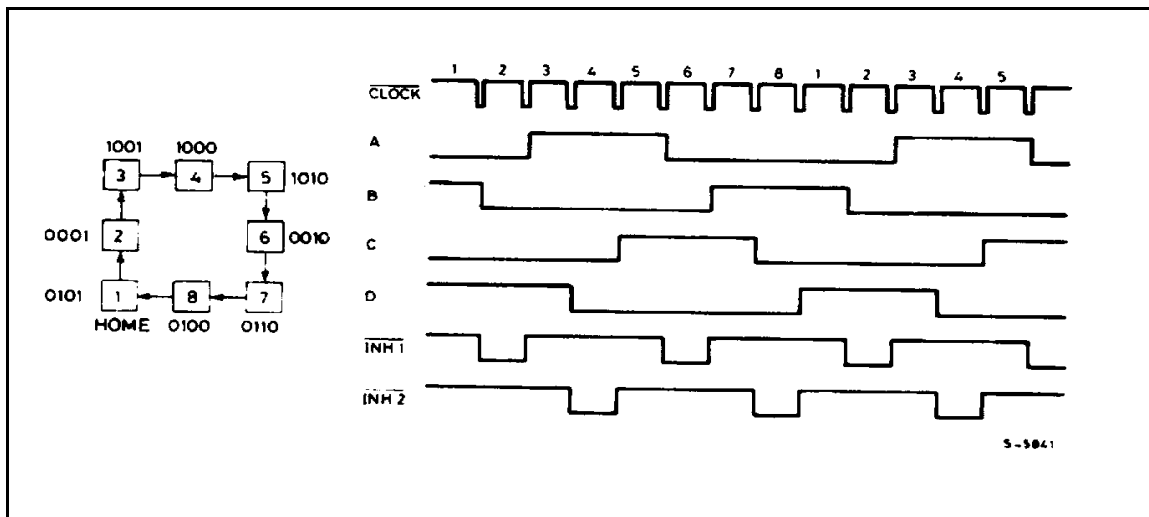 1001 1000
3 4 5 1010
0001 2 6 0010
0101 1 8 7
HOME 0100 0110
1 2 3 4 5 6 7 8 1 2 3 4 5
CLOCK
A
B
C
D
INH 1
INH 2
S-5841